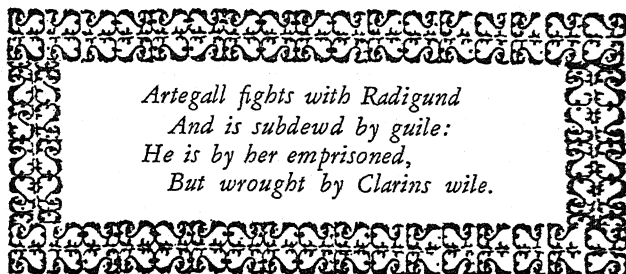 Artegall fights with Radigund
And is subdewd by guile:
He is by her emprisoned,
But wrought by Clarins wile.